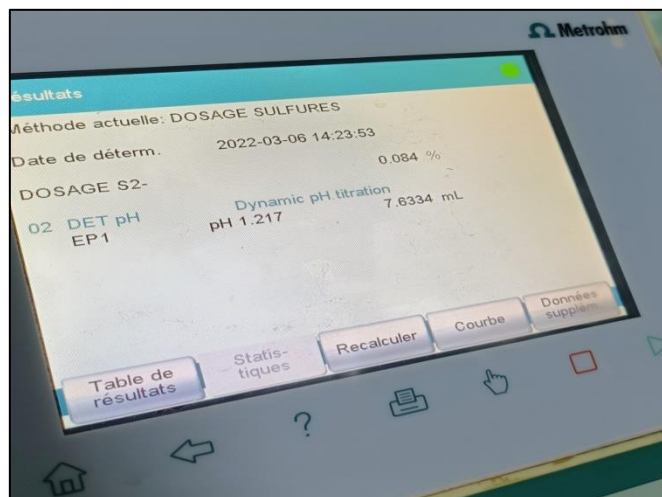 Metrohm
ésultats
Méthode actuelle: DOSAGE SULFURES
Date de déterm. 2022-03-06 14:23:53
DOSAGE S2- 0.084 %
02 DET pH Dynamic pH titration
EP1 pH 1.217 7.6334 mL
Table de résultats
Statis-
tiques
Recalculer
Courbe
Données
supplém.
?